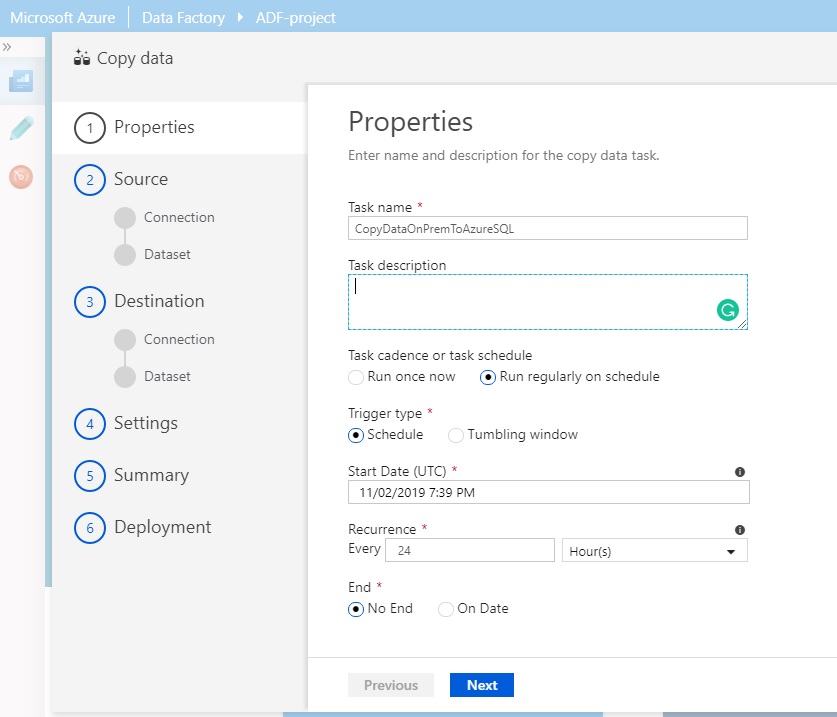 Microsoft Azure Data Factory ADF-project
»
Copy data
1 Properties
2 Source
Connection
Dataset
3 Destination
Connection
Dataset
4 Settings
5 Summary
6 Deployment
Properties
Enter name and description for the copy data task.
Task name *
CopyDataOnPremToAzureSQL
Task description
Task cadence or task schedule
Run once now Run regularly on schedule
Trigger type *
Schedule Tumbling window
Start Date (UTC) *
11/02/2019 7:39 PM
Recurrence *
Every 24 Hour(s)
End *
No End On Date
Previous Next